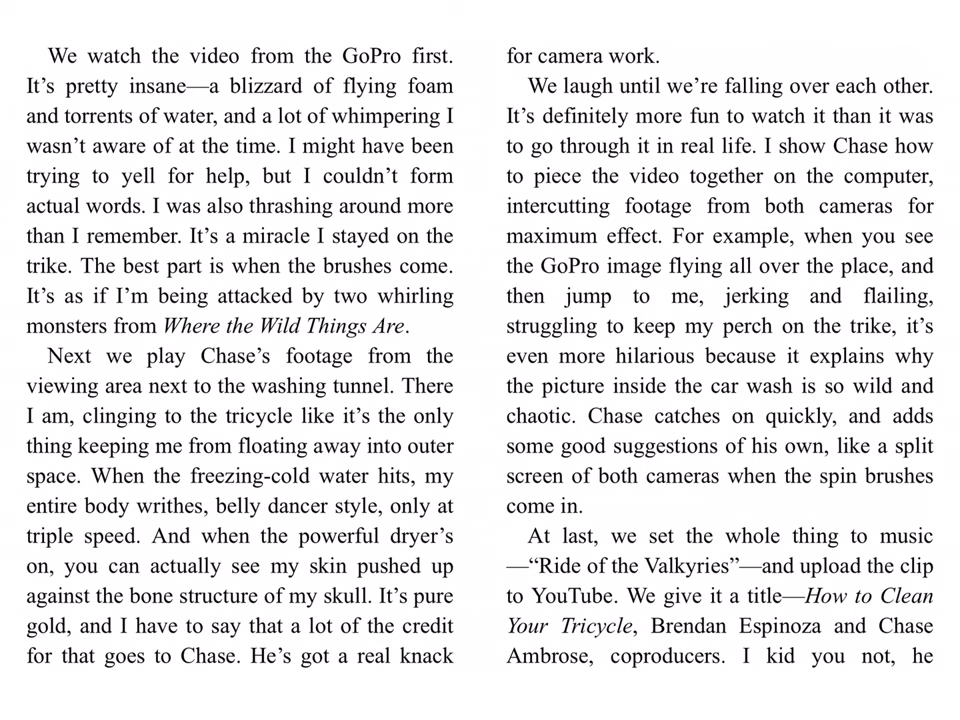 We watch the video from the GoPro first.
It’s pretty insane—a blizzard of flying foam
and torrents of water, and a lot of whimpering I
wasn’t aware of at the time. I might have been
trying to yell for help, but I couldn’t form
actual words. I was also thrashing around more
than I remember. It’s a miracle I stayed on the
trike. The best part is when the brushes come.
It’s as if I’m being attacked by two whirling
monsters from Where the Wild Things Are.
Next we play Chase’s footage from the
viewing area next to the washing tunnel. There
I am, clinging to the tricycle like it’s the only
thing keeping me from floating away into outer
space. When the freezing-cold water hits, my
entire body writhes, belly dancer style, only at
triple speed. And when the powerful dryer’s
on, you can actually see my skin pushed up
against the bone structure of my skull. It’s pure
gold, and I have to say that a lot of the credit
for that goes to Chase. He’s got a real knack
for camera work.
We laugh until we’re falling over each other.
It’s definitely more fun to watch it than it was
to go through it in real life. I show Chase how
to piece the video together on the computer,
intercutting footage from both cameras for
maximum effect. For example, when you see
the GoPro image flying all over the place, and
then jump to me, jerking and flailing,
struggling to keep my perch on the trike, it’s
even more hilarious because it explains why
the picture inside the car wash is so wild and
chaotic. Chase catches on quickly, and adds
some good suggestions of his own, like a split
screen of both cameras when the spin brushes
come in.
At last, we set the whole thing to music
—“Ride of the Valkyries”—and upload the clip
to YouTube. We give it a title—How to Clean
Your Tricycle, Brendan Espinoza and Chase
Ambrose, coproducers. I kid you not, he